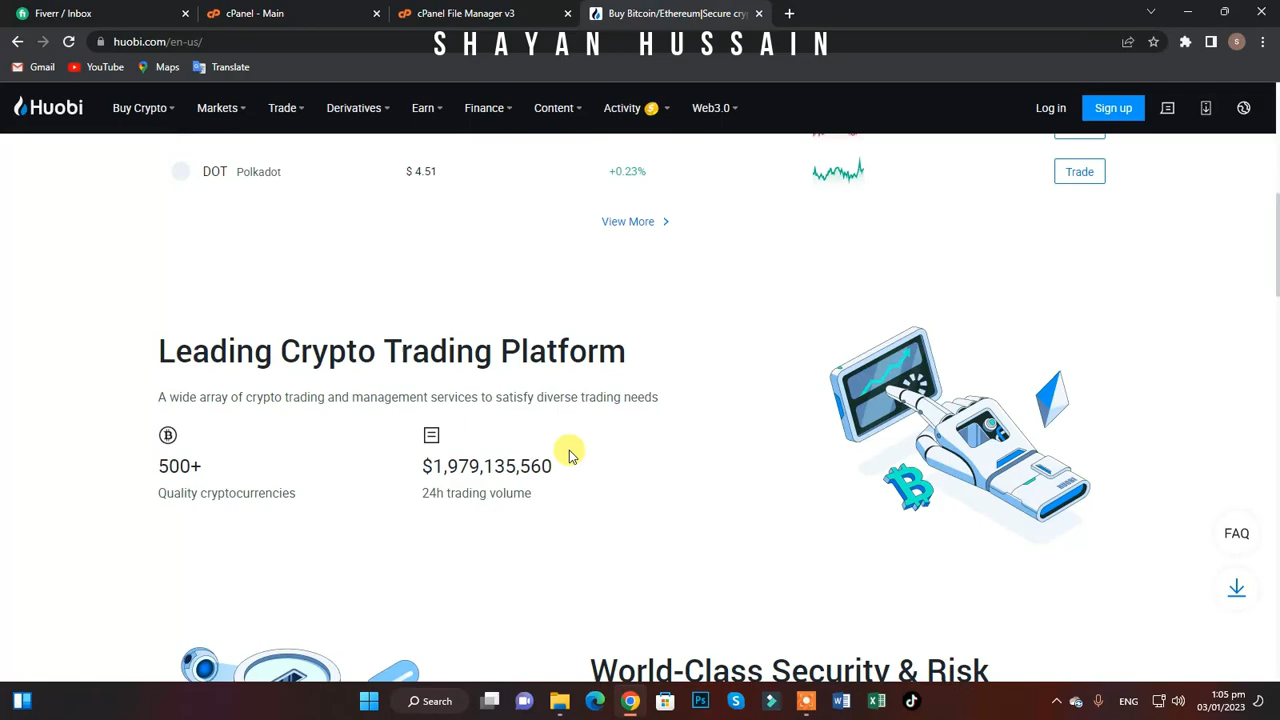 Fiverr / Inbox
cPanel - Main
cPanel File Manager v3
Buy Bitcoin/Ethereum|Secure cry
huobi.com/en-us/
SHAYAN HUSSAIN
S
Gmail
YouTube
Maps
Translate
Huobi
Buy Crypto
Markets
Trade
Derivatives
Earn
Finance
Content
Activity
Web3.0
Log in
Sign up
DOT Polkadot
$ 4.51
+0.23%
Trade
View More
Leading Crypto Trading Platform
A wide array of crypto trading and management services to satisfy diverse trading needs
500+
$1,979,135,560
Quality cryptocurrencies
24h trading volume
HUOBI
FAQ
World-Class Security & Risk
Search
ENG
1:05 pm
03/01/2023